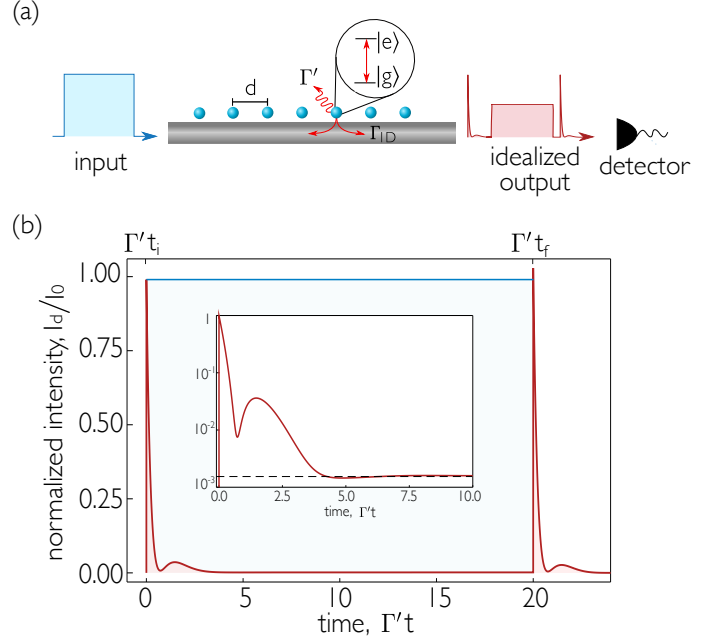 (a)
|e⟩
|g⟩
Γ′
d
Γ1D
input
idealized
output
detector
(b)
Γ′ti
Γ′tf
normalized intensity, Id/I0
1.00
0.75
0.50
0.25
0.00
0
5
10
15
20
time, Γ′t
1
10-1
10-2
10-3
0.0
2.5
5.0
7.5
10.0
time, Γ′t